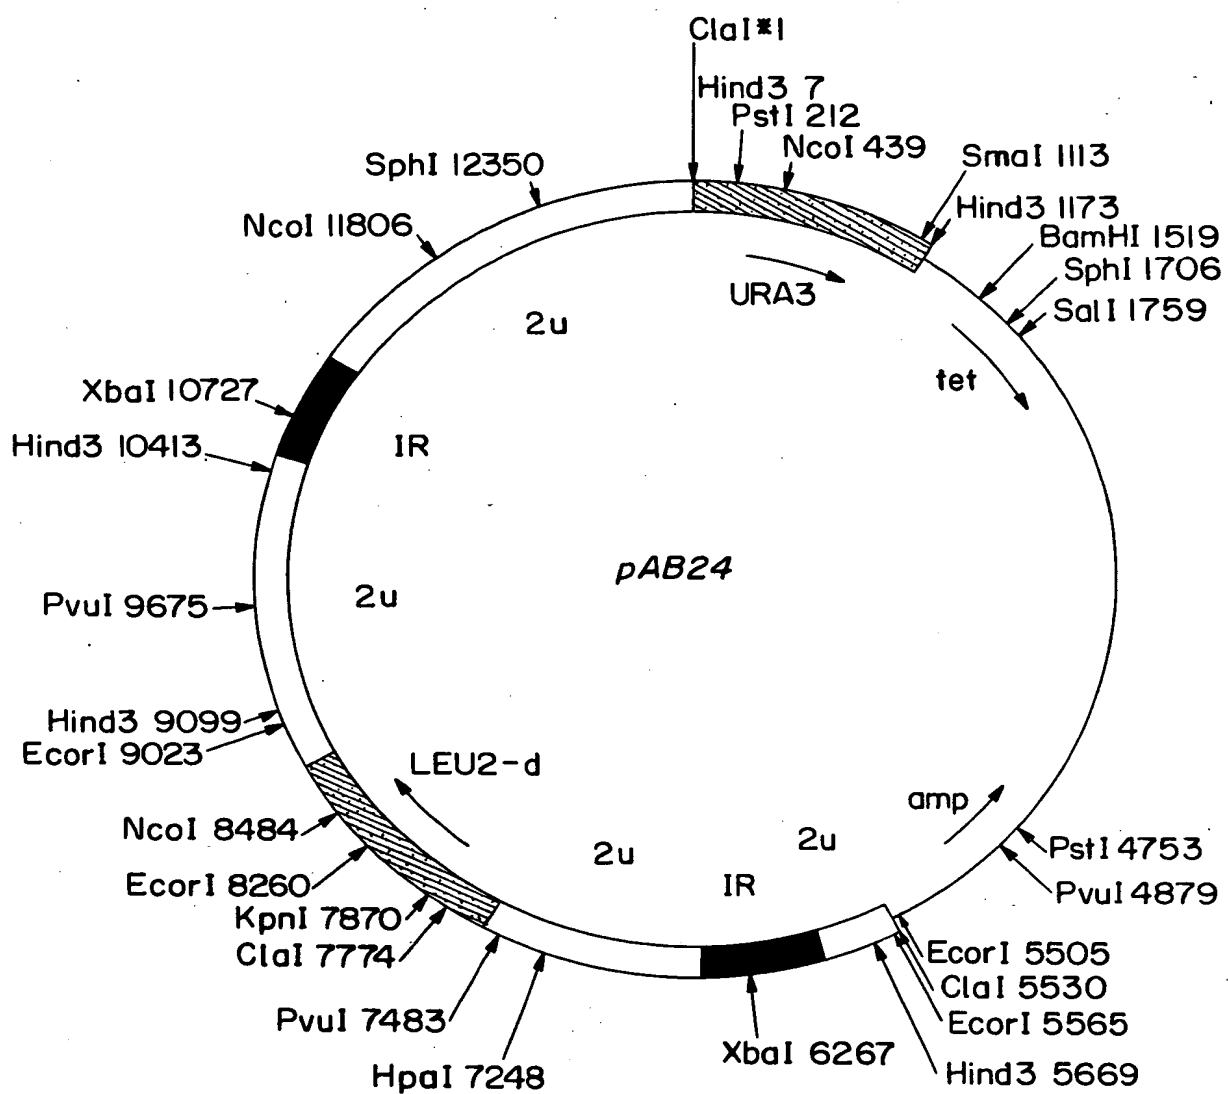 ClaI*1
Hind3 7
PstI 212
NcoI 439
SmaI 1113
Hind3 1173
BamHI 1519
SphI 1706
SalI 1759
SphI 12350
NcoI 11806
URA3
2u
tet
XbaI 10727
Hind3 10413
IR
pAB24
PvuI 9675
2u
Hind3 9099
EcorI 9023
LEU2-d
amp
NcoI 8484
2u
2u
PstI 4753
EcorI 8260
IR
PvuI 4879
KpnI 7870
ClaI 7774
EcorI 5505
ClaI 5530
PvuI 7483
EcorI 5565
XbaI 6267
HpaI 7248
Hind3 5669